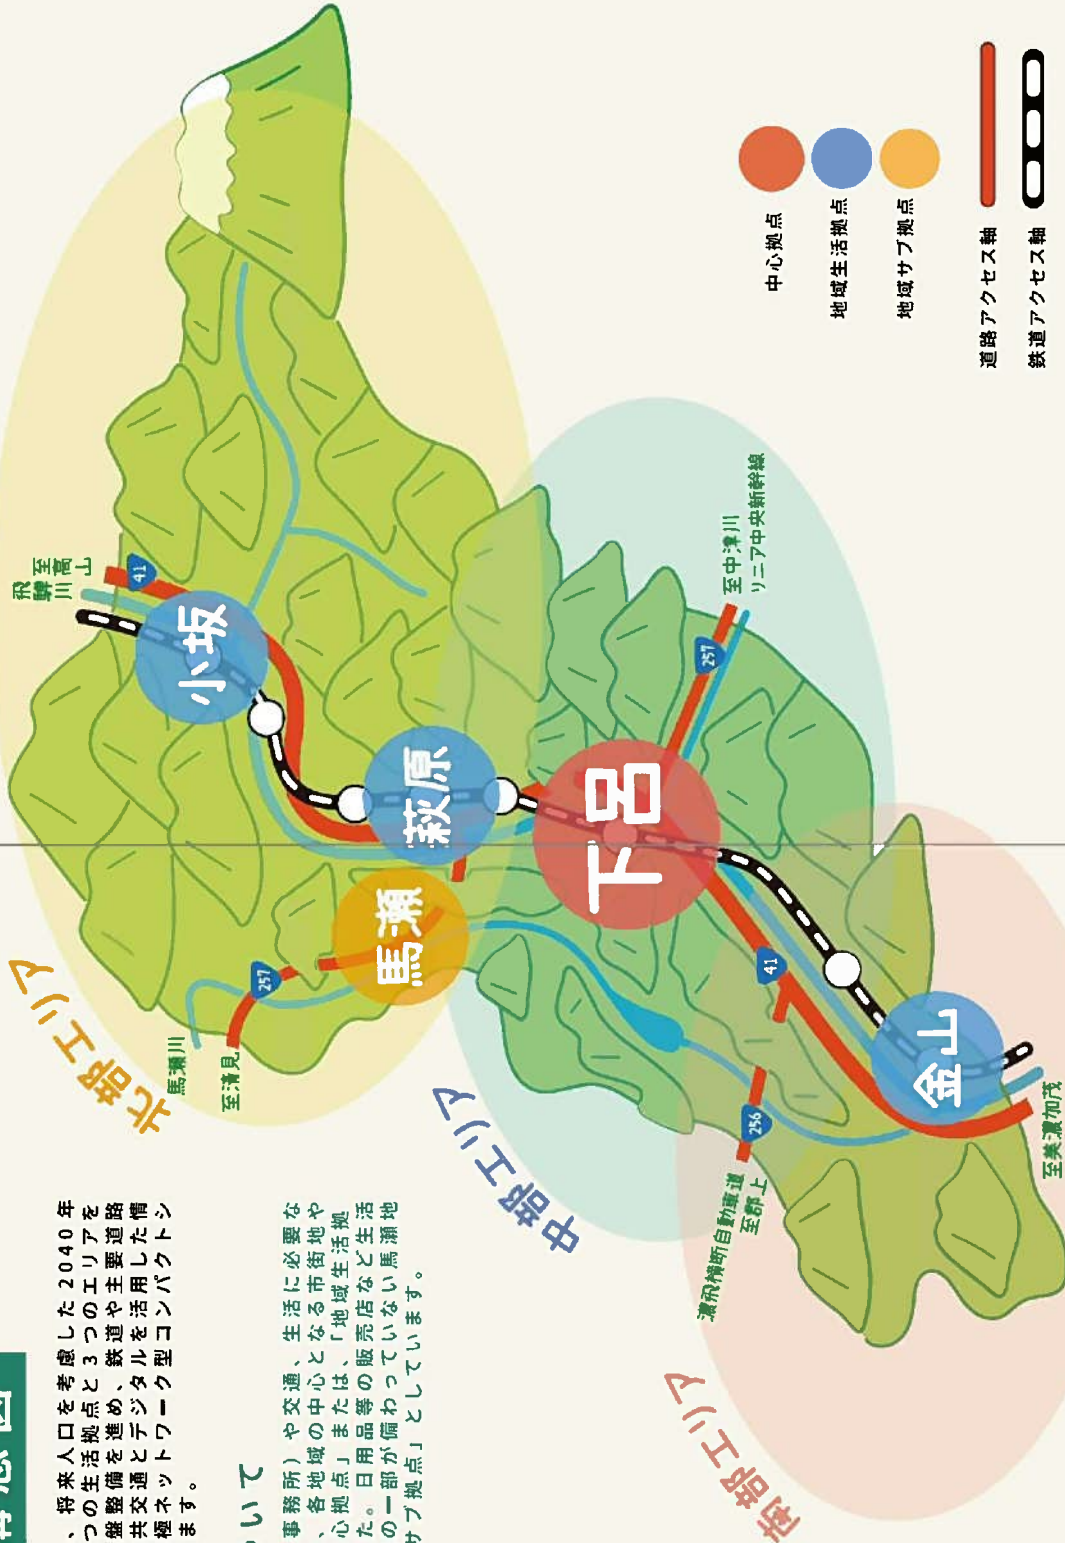 構想図
、将来人口を考慮した2040年
つの生活拠点と3つのエリアを
盤整備を進め、鉄道や主要道路
共交通とデジタルを活用した情
極ネットワーク型コンパクトシ
ます。
いて
事務所）や交通、生活に必要な
、各地域の中心となる市街地や
心拠点」または、「地域生活拠
た。日用品等の販売店など生活
の一部が備わっていない馬瀬地
サブ拠点」としています。
北部エリア
馬瀬川
至清見
257
飛騨川
至高山
41
小坂
萩原
馬瀬
中部エリア
下呂
257
至中津川
リニア中央新幹線
41
256
濃飛横断自動車道
至郡上
南部エリア
金山
至美濃加茂
中心拠点
地域生活拠点
地域サブ拠点
道路アクセス軸
鉄道アクセス軸